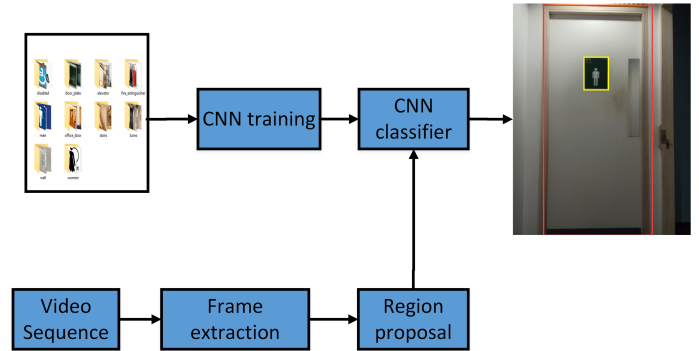 disabled door_plate elevator fire_extinguisher
men office_door stairs turns
wall women
CNN training
CNN
classifier
Video
Sequence
Frame
extraction
Region
proposal